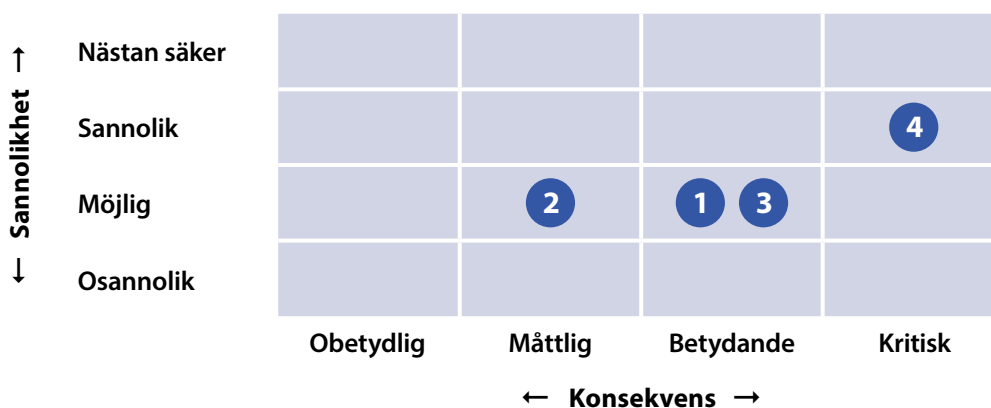 ↑ Sannolikhet ↓
Nästan säker
Sannolik 4
Möjlig 2 1 3
Osannolik
Obetydlig Måttlig Betydande Kritisk
← Konsekvens →